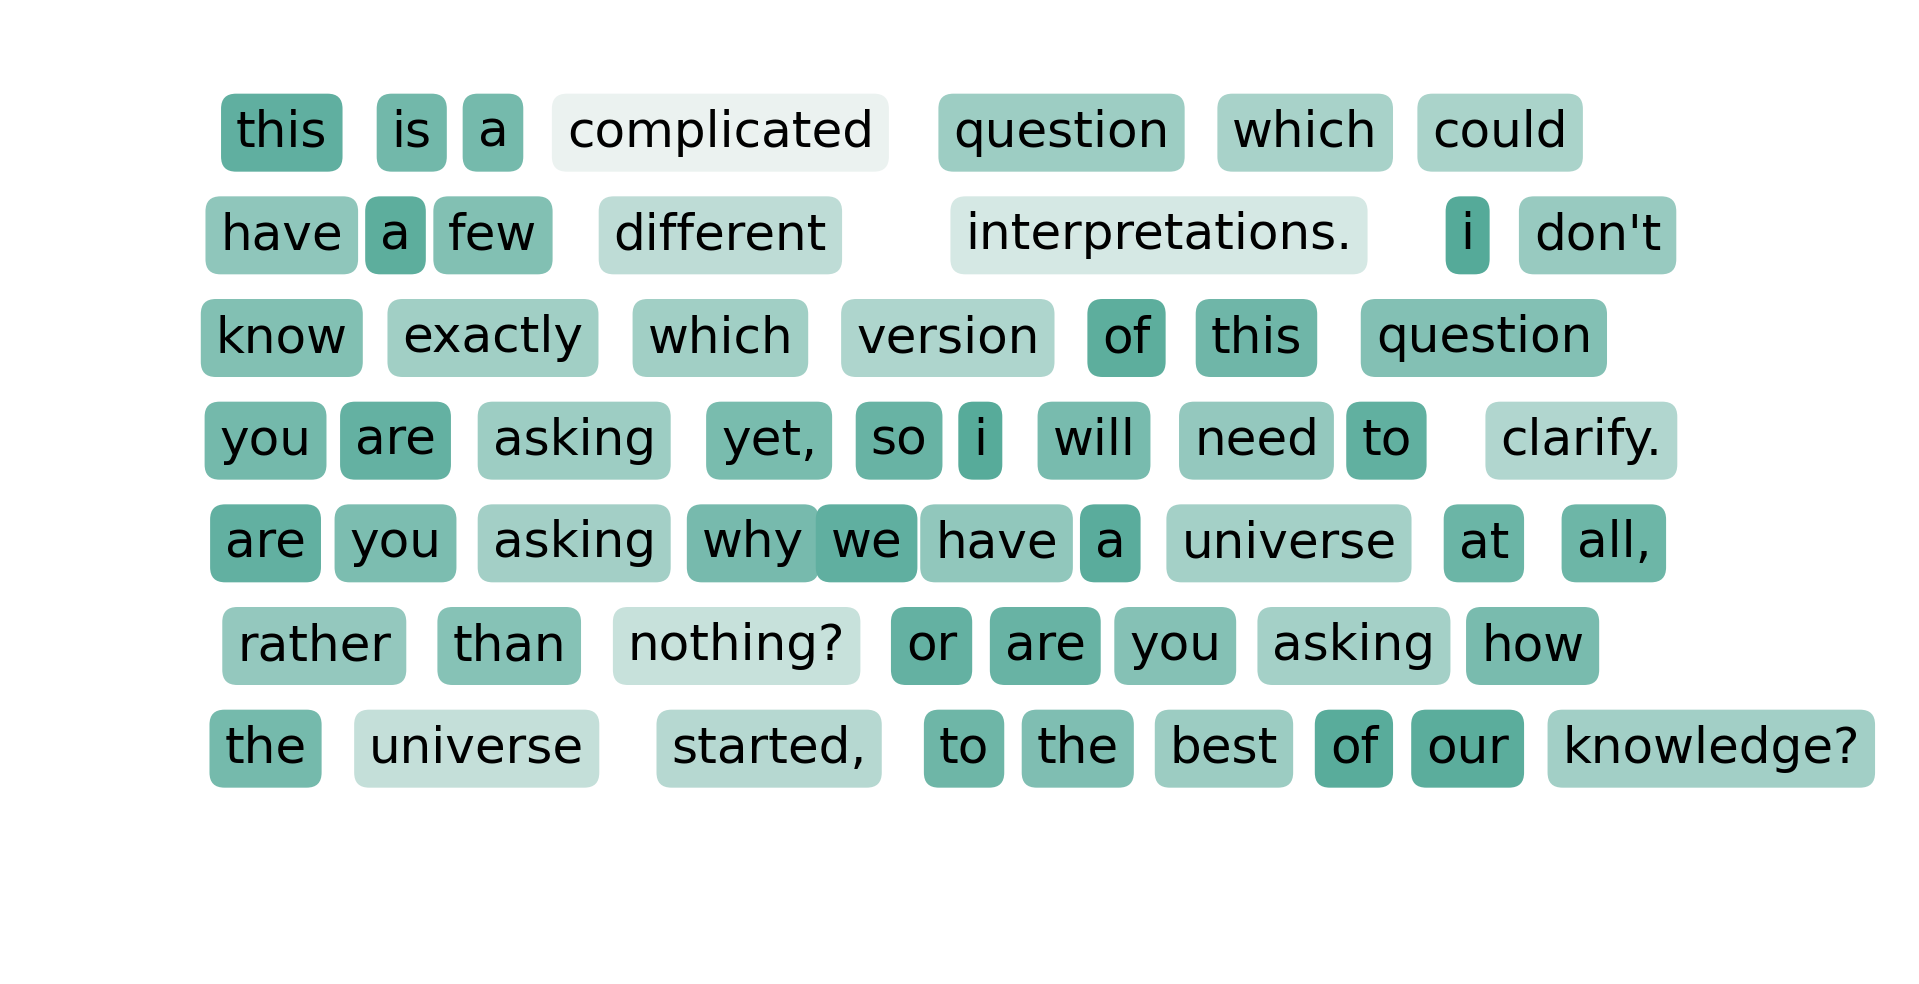 this is a complicated question which could
have a few different interpretations. i don't
know exactly which version of this question
you are asking yet, so i will need to clarify.
are you asking why we have a universe at all,
rather than nothing? or are you asking how
the universe started, to the best of our knowledge?